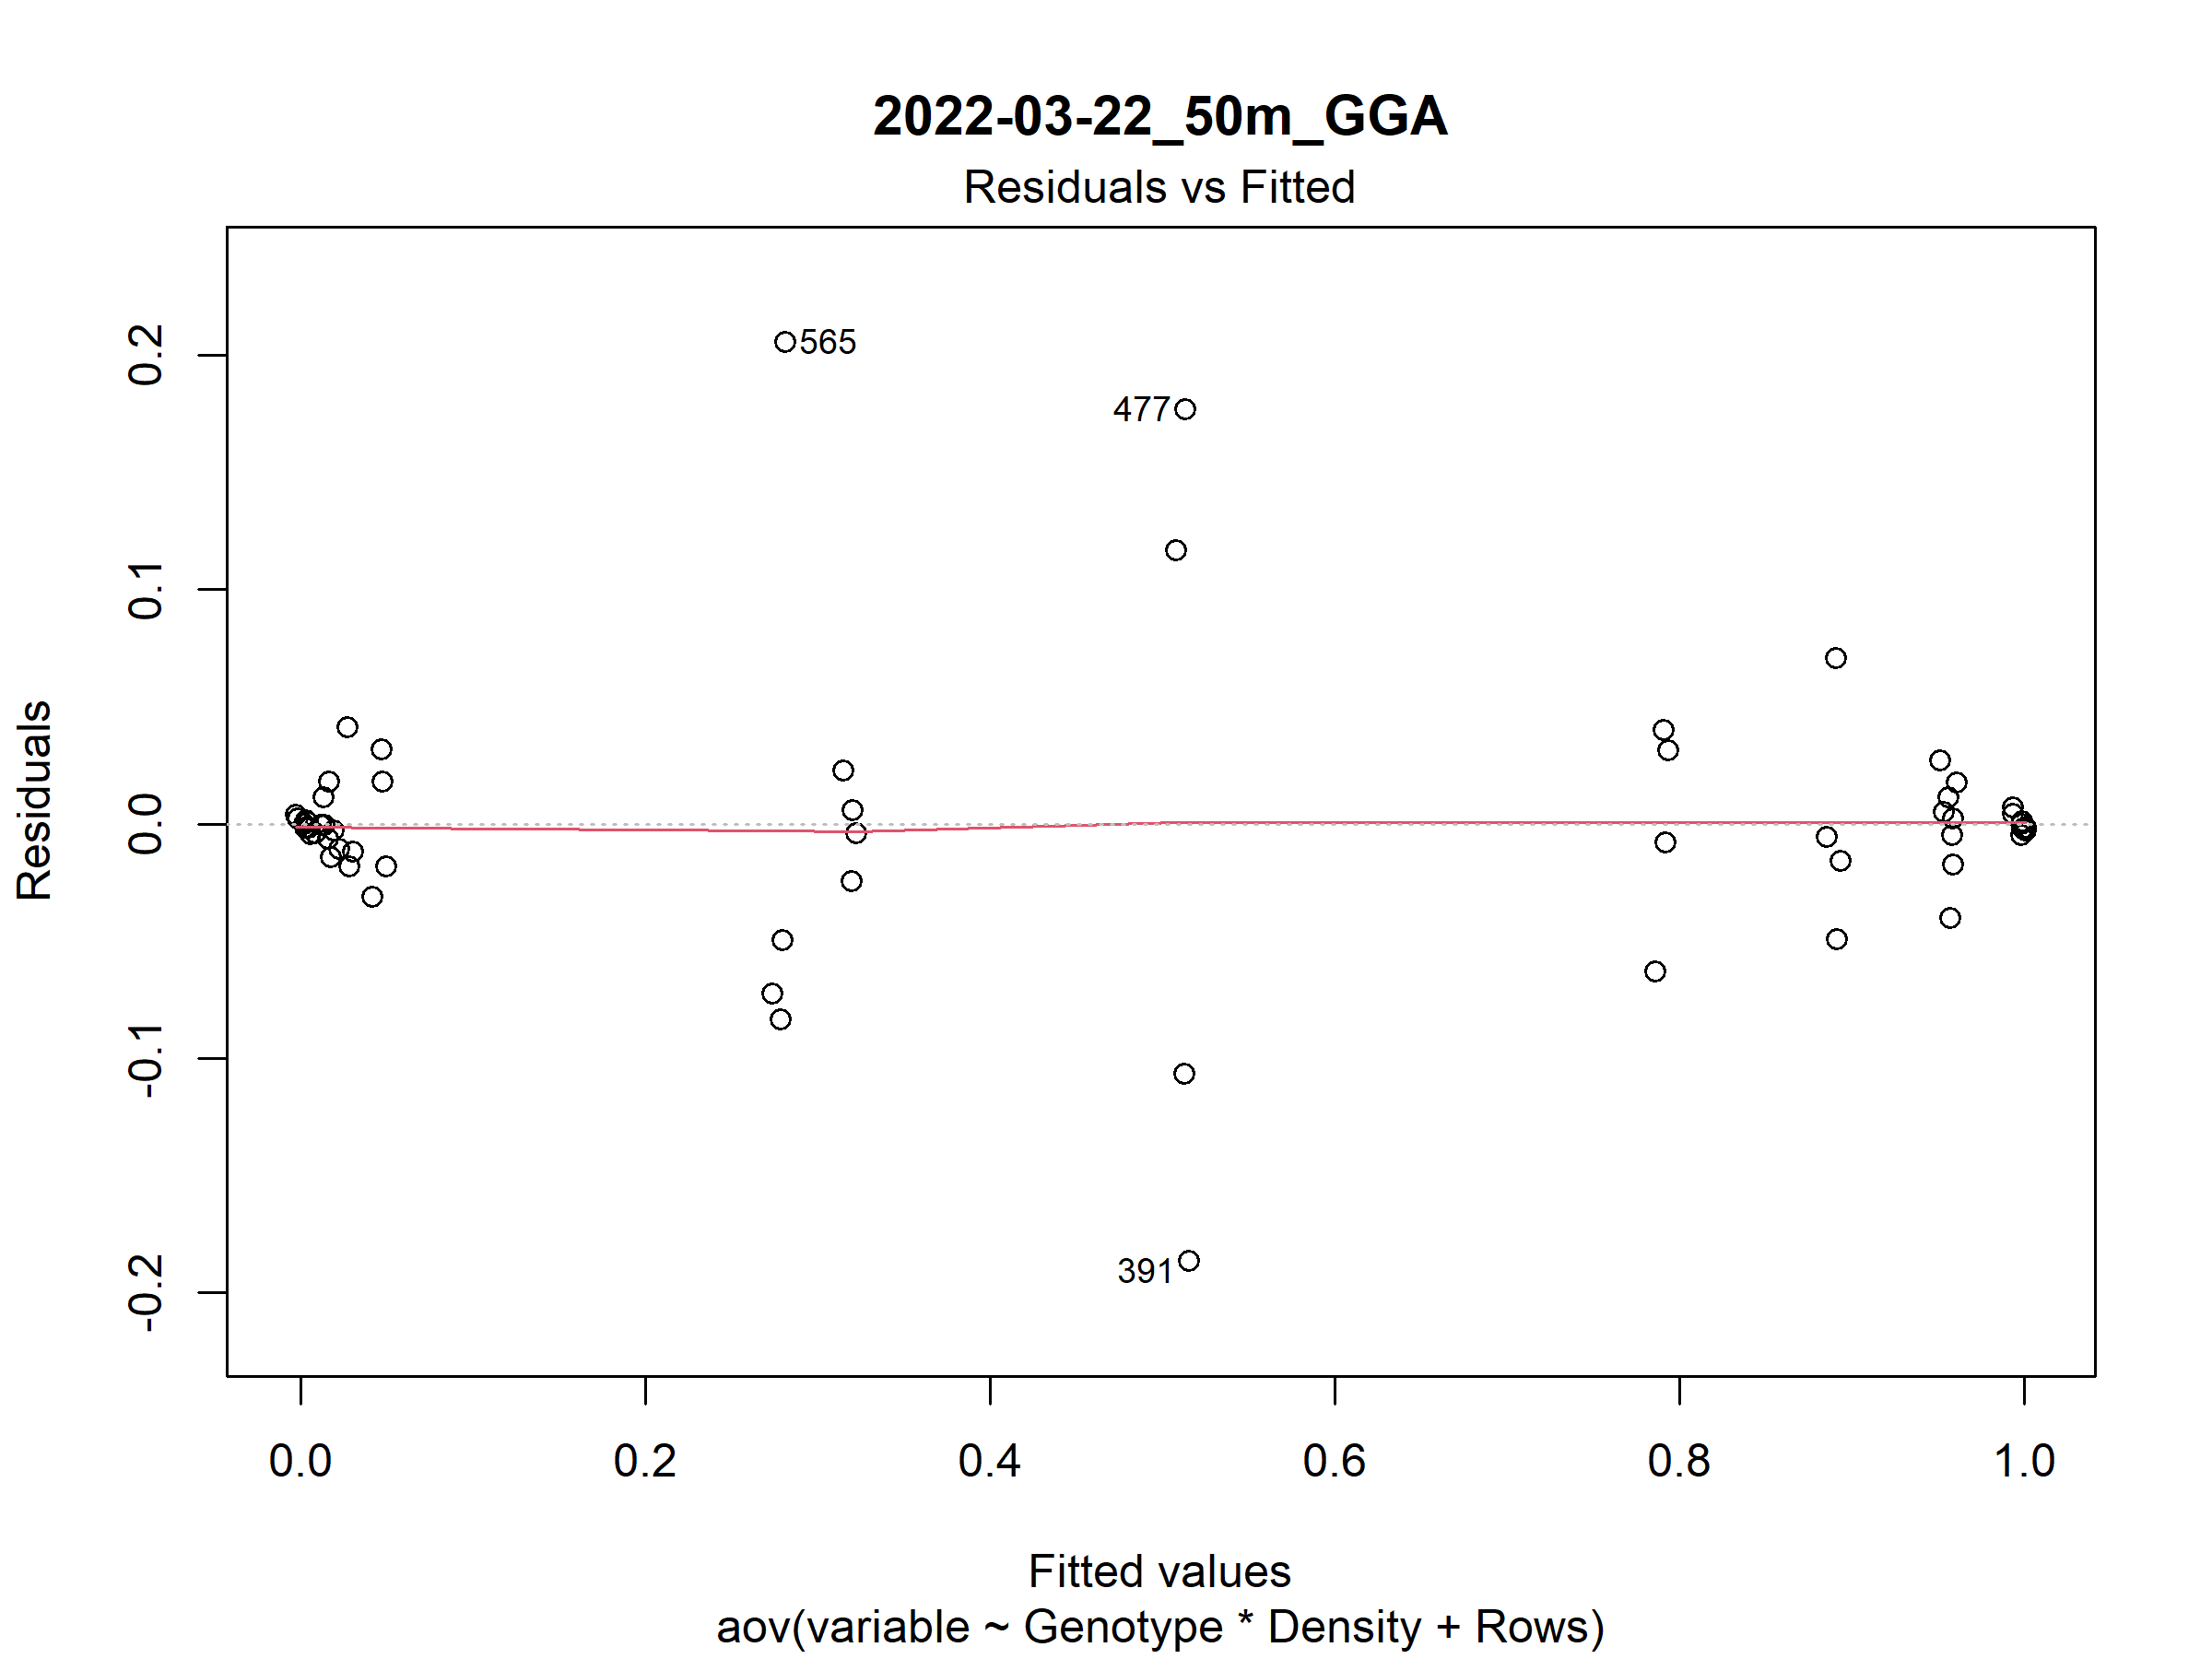 2022-03-22_50m_GGA
Residuals vs Fitted
565
477
391
Residuals
0.2
0.1
0.0
-0.1
-0.2
0.0 0.2 0.4 0.6 0.8 1.0
Fitted values
aov(variable ~ Genotype * Density + Rows)